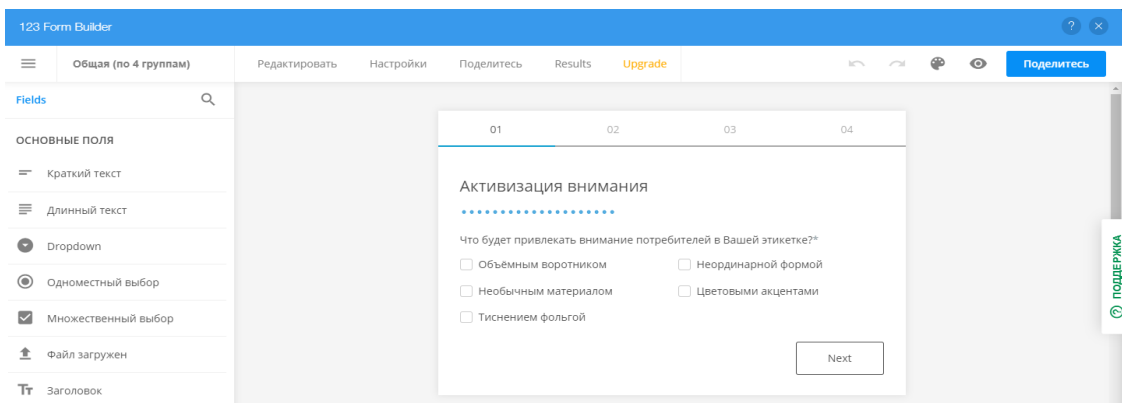 123 Form Builder
Общая (по 4 группам)
Редактировать
Настройки
Поделитесь
Results
Upgrade
Поделитесь
Fields
ОСНОВНЫЕ ПОЛЯ
Краткий текст
Длинный текст
Dropdown
Одноместный выбор
Множественный выбор
Файл загружен
Тт Заголовок
01 02 03 04
Активизация внимания
Что будет привлекать внимание потребителей в Вашей этикетке?*
Объёмным воротником
Неординарной формой
Необычным материалом
Цветовыми акцентами
Тиснением фольгой
Next
ПОДДЕРЖКА